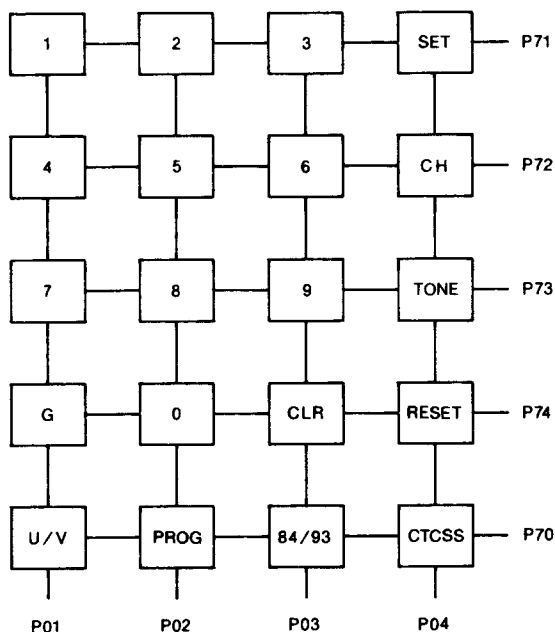 1 2 3 SET P71
4 5 6 CH P72
7 8 9 TONE P73
G 0 CLR RESET P74
U/V PROG 84/93 CTCSS P70
P01 P02 P03 P04